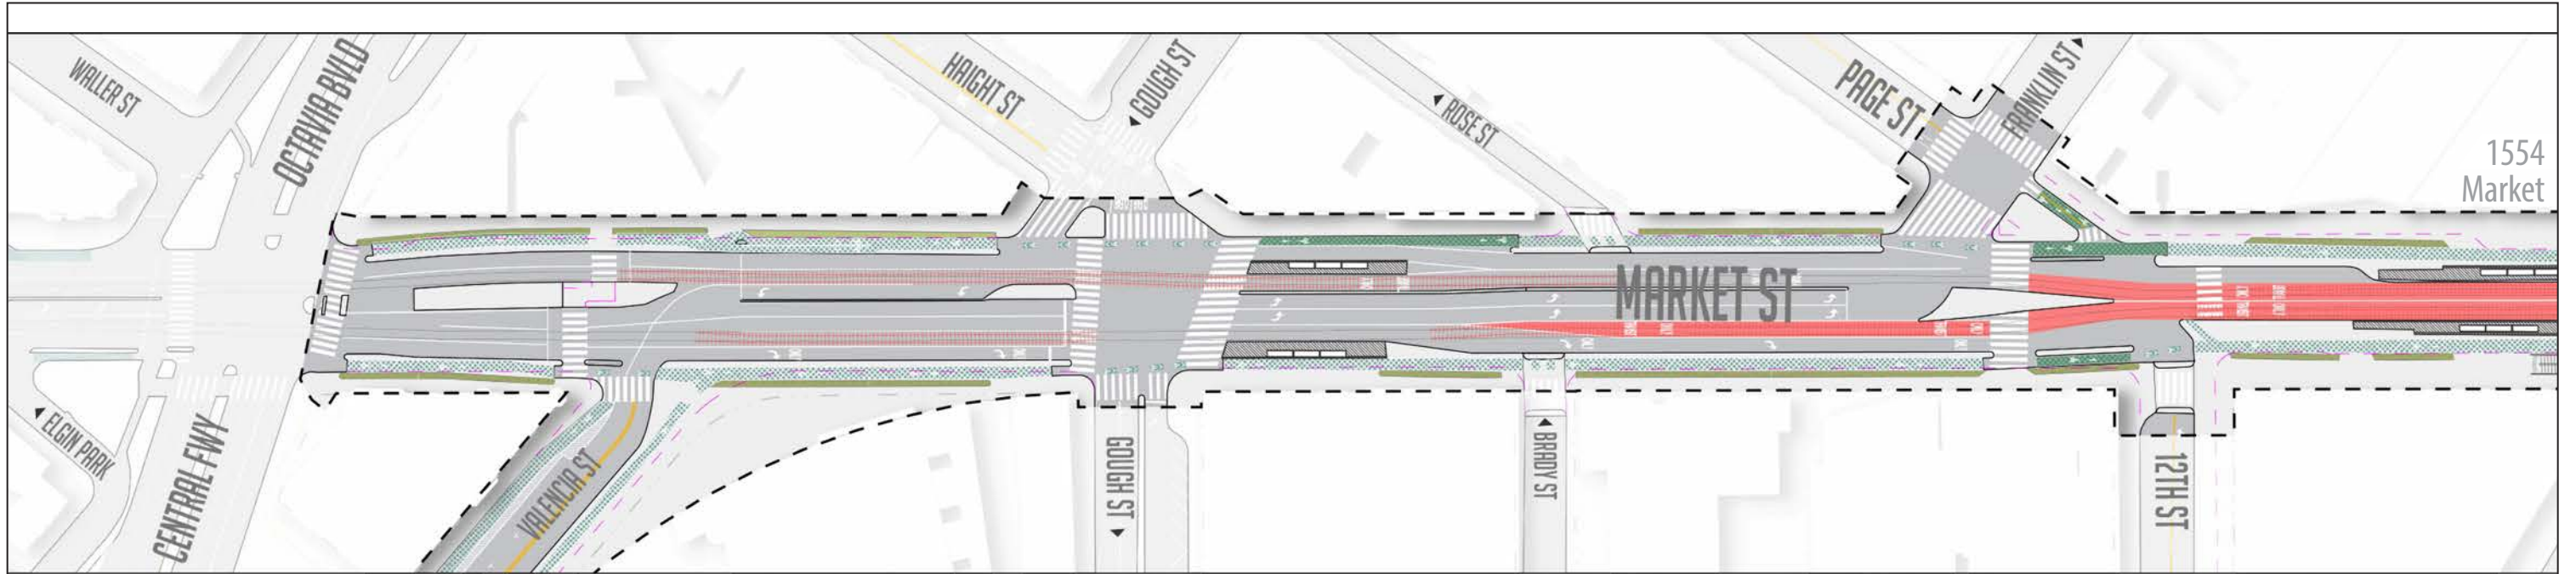 WALLER ST
OCTAVIA BVLD
HAIGHT ST
GOUGH ST
ROSE ST
PAGE ST
FRANKLIN ST
1554
Market
MARKET ST
ELGIN PARK
CENTRAL FWY
VALENCIA ST
GOUGH ST
BRADY ST
12TH ST